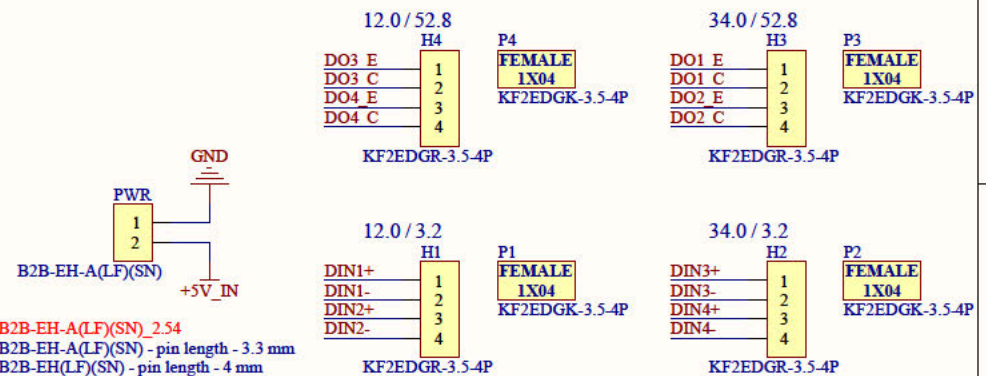 12.0/52.8
H4
DO3_E
DO3_C
DO4_E
DO4_C
1
2
3
4
KF2EDGR-3.5-4P
P4
FEMALE
1X04
KF2EDGK-3.5-4P
34.0/52.8
H3
DO1_E
DO1_C
DO2_E
DO2_C
1
2
3
4
KF2EDGR-3.5-4P
P3
FEMALE
1X04
KF2EDGK-3.5-4P
GND
PWR
1
2
B2B-EH-A(LF)(SN)
+5V_IN
12.0/3.2
H1
DIN1+
DIN1-
DIN2+
DIN2-
1
2
3
4
KF2EDGR-3.5-4P
P1
FEMALE
1X04
KF2EDGK-3.5-4P
34.0/3.2
H2
DIN3+
DIN3-
DIN4+
DIN4-
1
2
3
4
KF2EDGR-3.5-4P
P2
FEMALE
1X04
KF2EDGK-3.5-4P
B2B-EH-A(LF)(SN)_2.54
B2B-EH-A(LF)(SN) - pin length - 3.3 mm
B2B-EH(LF)(SN) - pin length - 4 mm